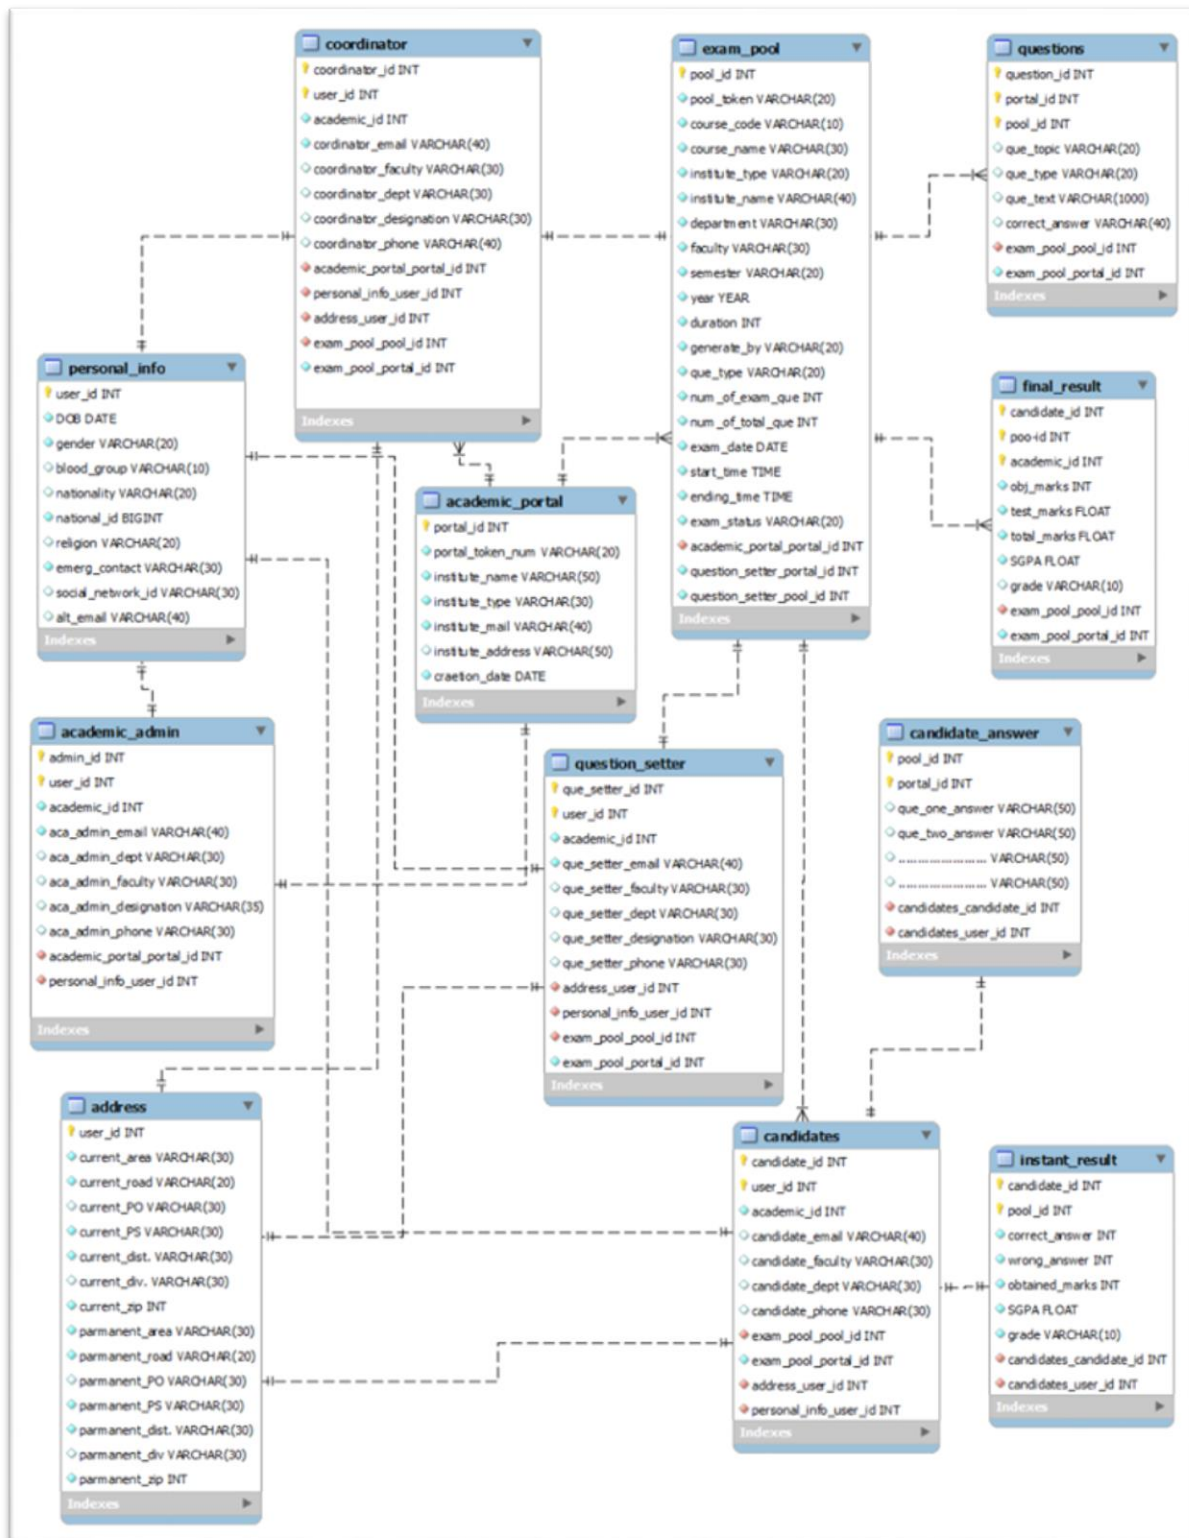 coordinator
coordinator_id INT
user_id INT
academic_id INT
cordinator_email VARCHAR(40)
coordinator_faculty VARCHAR(30)
coordinator_dept VARCHAR(30)
coordinator_designation VARCHAR(30)
coordinator_phone VARCHAR(40)
academic_portal_portal_id INT
personal_info_user_id INT
address_user_id INT
exam_pool_pool_id INT
exam_pool_portal_id INT
Indexes
exam_pool
pool_id INT
pool_token VARCHAR(20)
course_code VARCHAR(10)
course_name VARCHAR(30)
institute_type VARCHAR(20)
institute_name VARCHAR(40)
department VARCHAR(30)
faculty VARCHAR(30)
semester VARCHAR(20)
year YEAR
duration INT
generate_by VARCHAR(20)
que_type VARCHAR(20)
num_of_exam_que INT
num_of_total_que INT
exam_date DATE
start_time TIME
ending_time TIME
exam_status VARCHAR(20)
academic_portal_portal_id INT
question_setter_portal_id INT
question_setter_pool_id INT
Indexes
questions
question_id INT
portal_id INT
pool_id INT
que_topic VARCHAR(20)
que_type VARCHAR(20)
que_text VARCHAR(1000)
correct_answer VARCHAR(40)
exam_pool_pool_id INT
exam_pool_portal_id INT
Indexes
personal_info
user_id INT
DOB DATE
gender VARCHAR(20)
blood_group VARCHAR(10)
nationality VARCHAR(20)
national_id BIGINT
religion VARCHAR(20)
emerg_contact VARCHAR(30)
social_network_id VARCHAR(30)
alt_email VARCHAR(40)
Indexes
final_result
candidate_id INT
poo-id INT
academic_id INT
obj_marks INT
test_marks FLOAT
total_marks FLOAT
SGPA FLOAT
grade VARCHAR(10)
exam_pool_pool_id INT
exam_pool_portal_id INT
Indexes
academic_portal
portal_id INT
portal_token_num VARCHAR(20)
institute_name VARCHAR(50)
institute_type VARCHAR(30)
institute_mail VARCHAR(40)
institute_address VARCHAR(50)
craetion_date DATE
Indexes
academic_admin
admin_id INT
user_id INT
academic_id INT
aca_admin_email VARCHAR(40)
aca_admin_dept VARCHAR(30)
aca_admin_faculty VARCHAR(30)
aca_admin_designation VARCHAR(35)
aca_admin_phone VARCHAR(30)
academic_portal_portal_id INT
personal_info_user_id INT
Indexes
question_setter
que_setter_id INT
user_id INT
academic_id INT
que_setter_email VARCHAR(40)
que_setter_faculty VARCHAR(30)
que_setter_dept VARCHAR(30)
que_setter_designation VARCHAR(30)
que_setter_phone VARCHAR(30)
address_user_id INT
personal_info_user_id INT
exam_pool_pool_id INT
exam_pool_portal_id INT
Indexes
candidate_answer
pool_id INT
portal_id INT
que_one_answer VARCHAR(50)
que_two_answer VARCHAR(50)
...................... VARCHAR(50)
...................... VARCHAR(50)
candidates_candidate_id INT
candidates_user_id INT
Indexes
address
user_id INT
current_area VARCHAR(30)
current_road VARCHAR(20)
current_PO VARCHAR(30)
current_PS VARCHAR(30)
current_dist. VARCHAR(30)
current_div. VARCHAR(30)
current_zip INT
parmanent_area VARCHAR(30)
parmanent_road VARCHAR(20)
parmanent_PO VARCHAR(30)
parmanent_PS VARCHAR(30)
parmanent_dist. VARCHAR(30)
parmanent_div VARCHAR(30)
parmanent_zip INT
Indexes
candidates
candidate_id INT
user_id INT
academic_id INT
candidate_email VARCHAR(40)
candidate_faculty VARCHAR(30)
candidate_dept VARCHAR(30)
candidate_phone VARCHAR(30)
exam_pool_pool_id INT
exam_pool_portal_id INT
address_user_id INT
personal_info_user_id INT
Indexes
instant_result
candidate_id INT
pool_id INT
correct_answer INT
wrong_answer INT
obtained_marks INT
SGPA FLOAT
grade VARCHAR(10)
candidates_candidate_id INT
candidates_user_id INT
Indexes